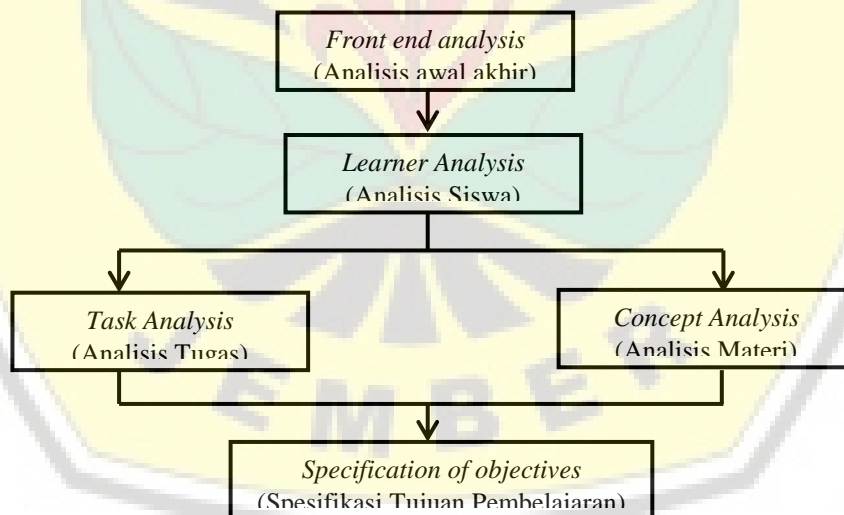 Front end analysis
(Analisis awal akhir)
Learner Analysis
(Analisis Siswa)
Task Analysis
(Analisis Tugas)
Concept Analysis
(Analisis Materi)
JEMBER
Specification of objectives
(Spesifikasi Tujuan Pembelajaran)